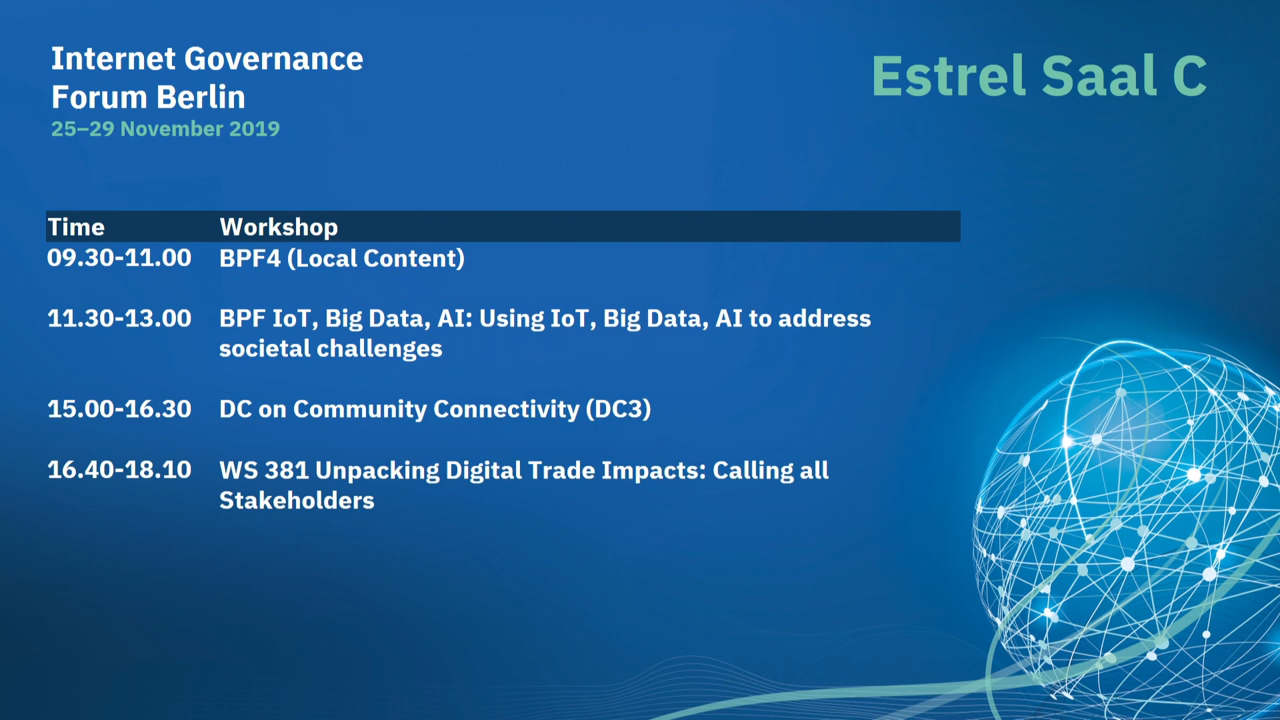 Internet Governance
Forum Berlin
25–29 November 2019
Estrel Saal C
Time Workshop
09.30-11.00 BPF4 (Local Content)
11.30-13.00 BPF IoT, Big Data, AI: Using IoT, Big Data, AI to address
societal challenges
15.00-16.30 DC on Community Connectivity (DC3)
16.40-18.10 WS 381 Unpacking Digital Trade Impacts: Calling all
Stakeholders